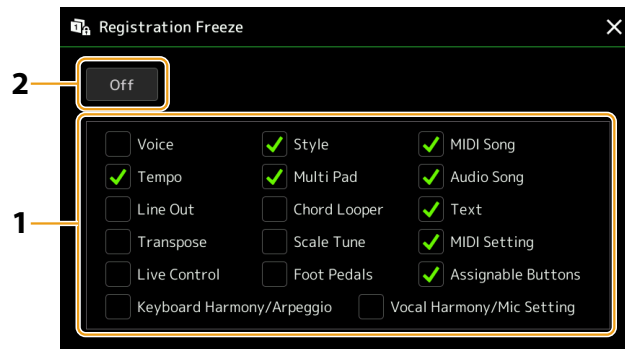 Registration Freeze
2
Off
Voice Style MIDI Song
Tempo Multi Pad Audio Song
1
Line Out Chord Looper Text
Transpose Scale Tune MIDI Setting
Live Control Foot Pedals Assignable Buttons
Keyboard Harmony/Arpeggio Vocal Harmony/Mic Setting